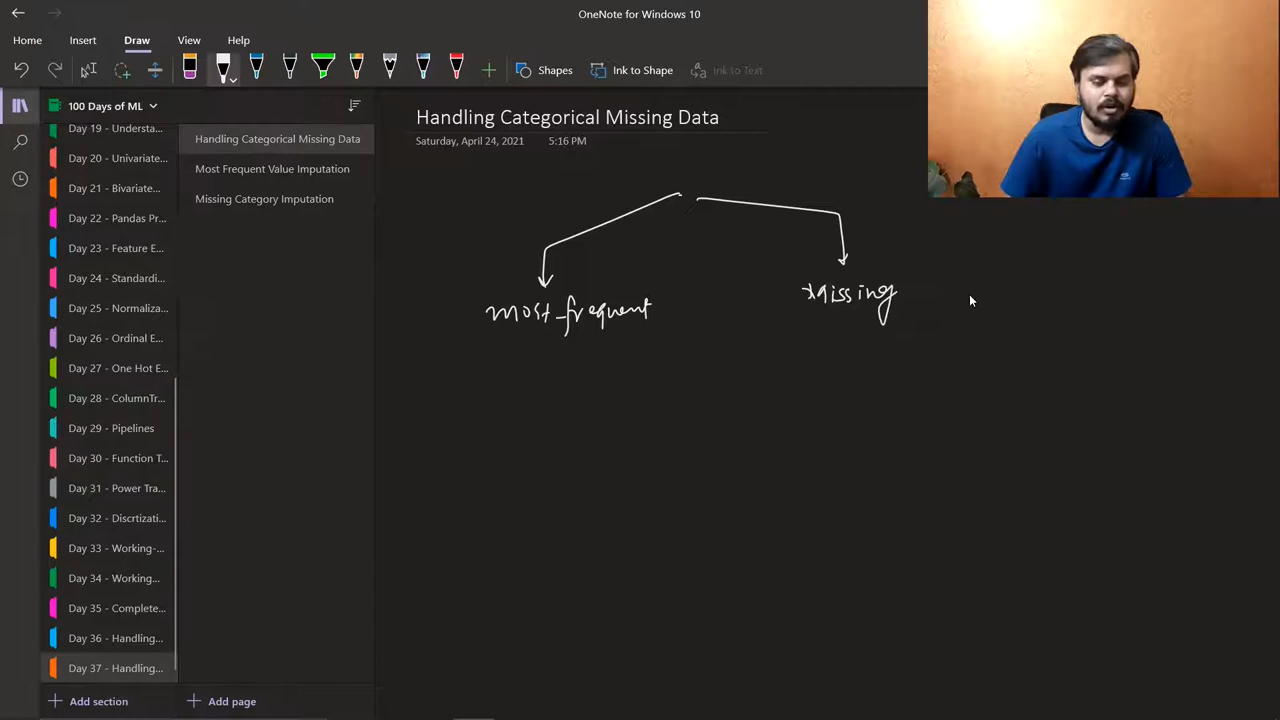 OneNote for Windows 10
Home Insert Draw View Help
Shapes Ink to Shape Ink to Text
100 Days of ML
Day 19 - Understa...
Day 20 - Univariate...
Day 21 - Bivariate...
Day 22 - Pandas Pr...
Day 23 - Feature E...
Day 24 - Standardi...
Day 25 - Normaliza...
Day 26 - Ordinal E...
Day 27 - One Hot E...
Day 28 - ColumnTr...
Day 29 - Pipelines
Day 30 - Function T...
Day 31 - Power Tra...
Day 32 - Discrtizati...
Day 33 - Working-...
Day 34 - Working...
Day 35 - Complete...
Day 36 - Handling...
Day 37 - Handling...
Add section
Handling Categorical Missing Data
Most Frequent Value Imputation
Missing Category Imputation
Add page
Handling Categorical Missing Data
Saturday, April 24, 2021 5:16 PM
most_frequent
missing